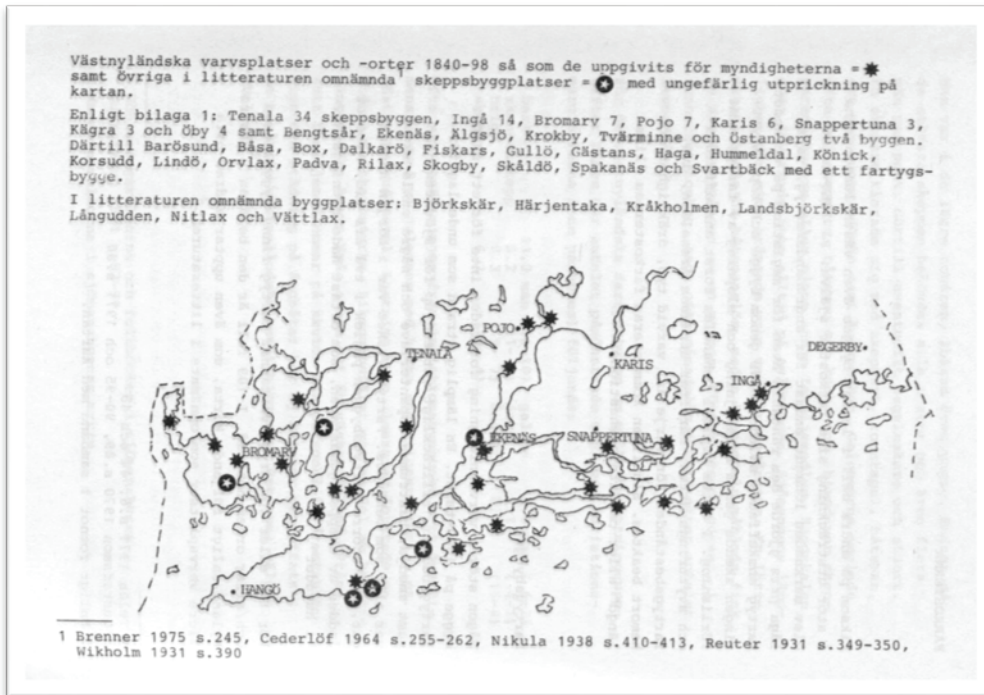 Västnyländska varvsplatser och -orter 1840-98 så som de uppgivits för myndigheterna =✷
samt övriga i litteraturen omnämnda¹ skeppsbyggplatser =✪ med ungefärlig utprickning på
kartan.
Enligt bilaga 1: Tenala 34 skeppsbyggen, Ingå 14, Bromarv 7, Pojo 7, Karis 6, Snappertuna 3,
Kägra 3 och Öby 4 samt Bengtsår, Ekenäs, Älgsjö, Krokby, Tvärminne och Östanberg två byggen.
Därtill Barösund, Båsa, Box, Dalkarö, Fiskars, Gullö, Gästans, Haga, Hummeldal, Könick,
Korsudd, Lindö, Orvlax, Padva, Rilax, Skogby, Skåldö, Spakanäs och Svartbäck med ett fartygs-
bygge.
I litteraturen omnämnda byggplatser: Björkskär, Härjentaka, Kråkholmen, Landsbjörkskär,
Långudden, Nitlax och Vättlax.
POJO
TENALA
KARIS
DEGERBY
INGÅ
EKENÄS
SNAPPERTUNA
BROMARV
HANGÖ
1 Brenner 1975 s.245, Cederlöf 1964 s.255-262, Nikula 1938 s.410-413, Reuter 1931 s.349-350,
Wikholm 1931 s.390